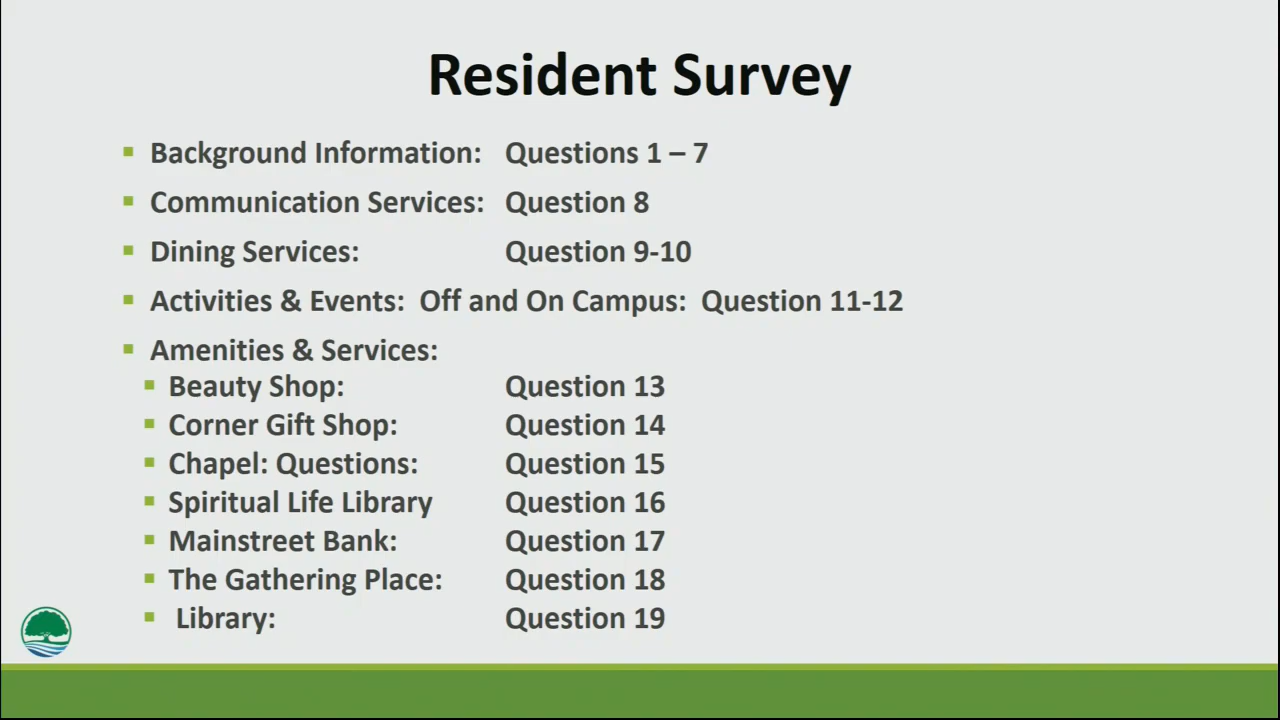 Resident Survey
Background Information: Questions 1 – 7
Communication Services: Question 8
Dining Services: Question 9-10
Activities & Events: Off and On Campus: Question 11-12
Amenities & Services:
Beauty Shop: Question 13
Corner Gift Shop: Question 14
Chapel: Questions: Question 15
Spiritual Life Library Question 16
Mainstreet Bank: Question 17
The Gathering Place: Question 18
Library: Question 19